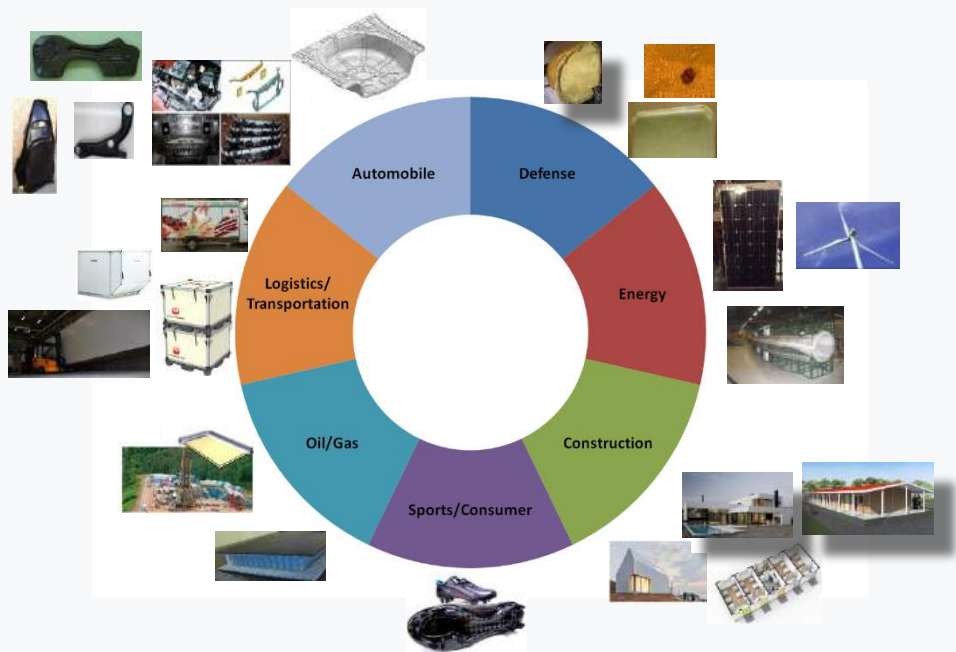 Automobile
Defense
Logistics/
Transportation
Energy
Oil/Gas
Construction
Sports/Consumer